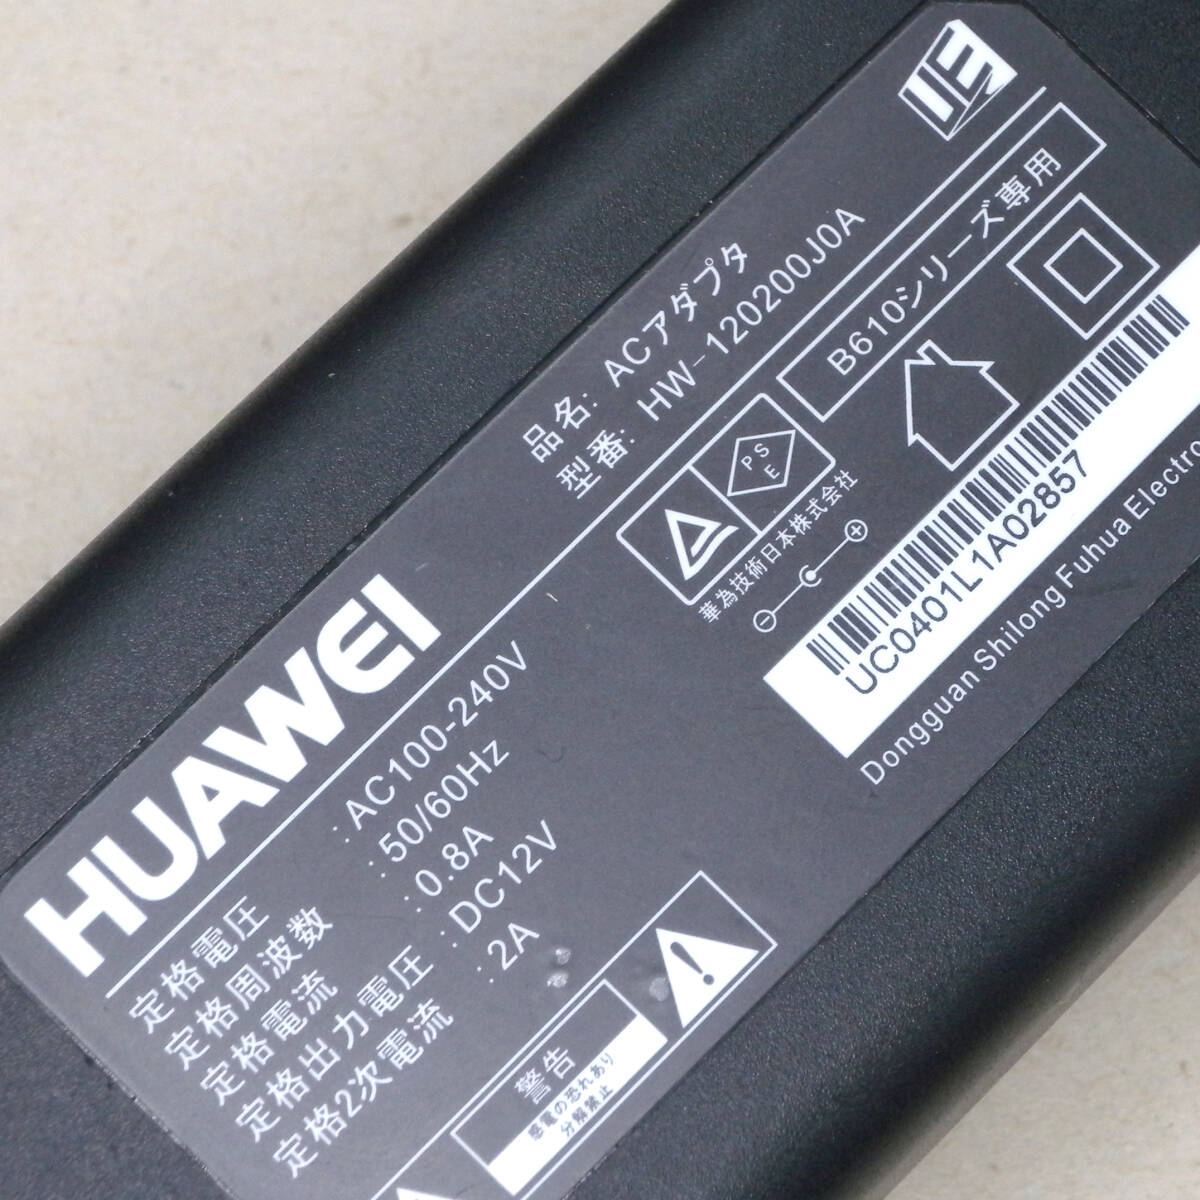 HUAWEI
品名: ACアダプタ
型番: HW-120200J0A
B610シリーズ専用
PSE
華為技術日本株式会社
定格電圧 : AC100-240V
定格周波数 : 50/60Hz
定格電流 : 0.8A
定格出力電圧 : DC12V
定格2次電流 : 2A
UC0401L1A02857
Dongguan Shilong Fuhua Electro
警告
感電の恐れあり
分解禁止